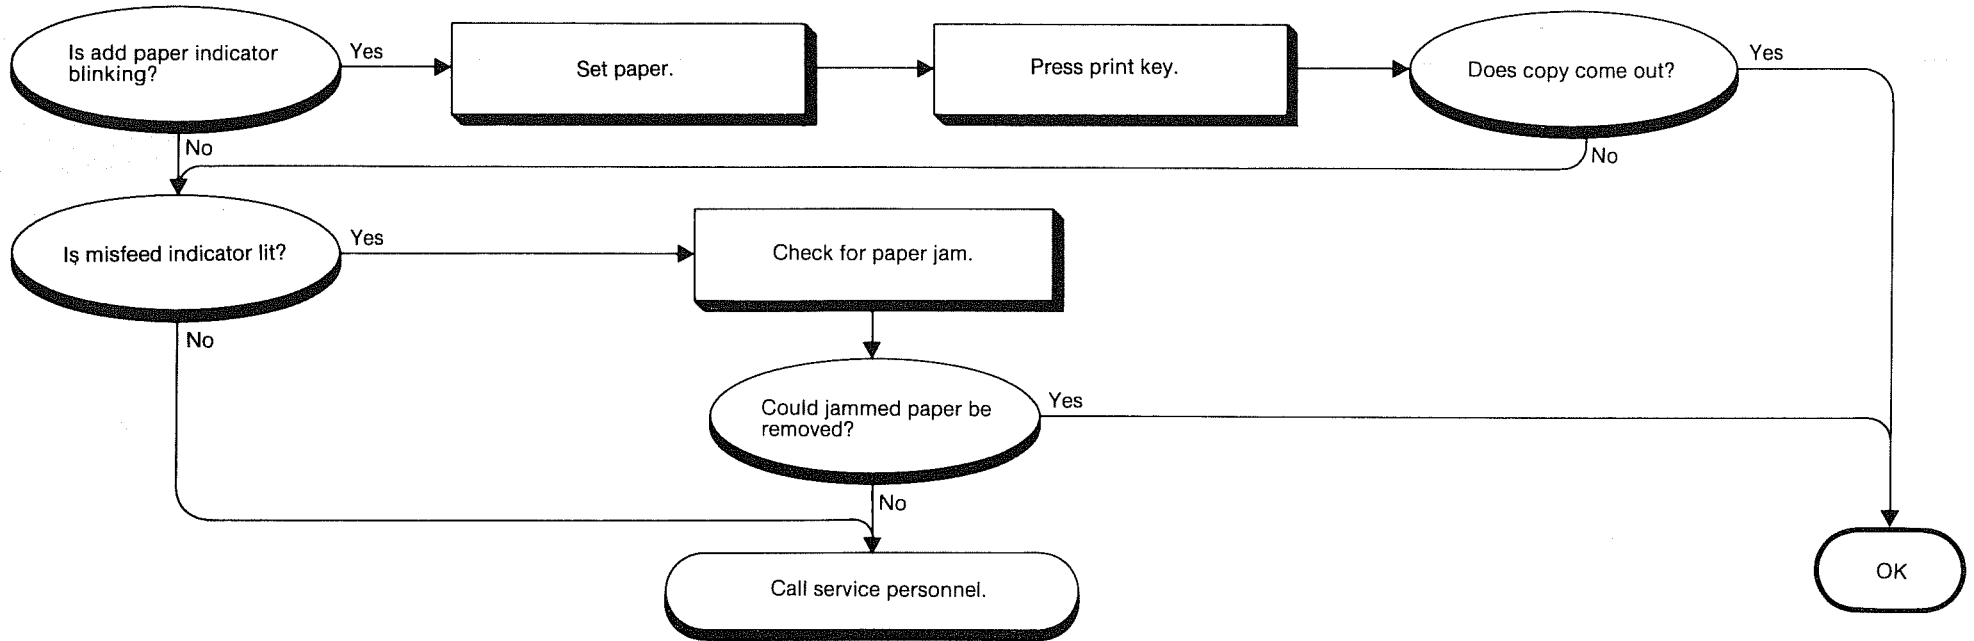 Is add paper indicator
blinking?
Yes
Set paper.
Press print key.
Does copy come out?
Yes
No
No
Is misfeed indicator lit?
Yes
Check for paper jam.
No
Could jammed paper be
removed?
Yes
No
Call service personnel.
OK